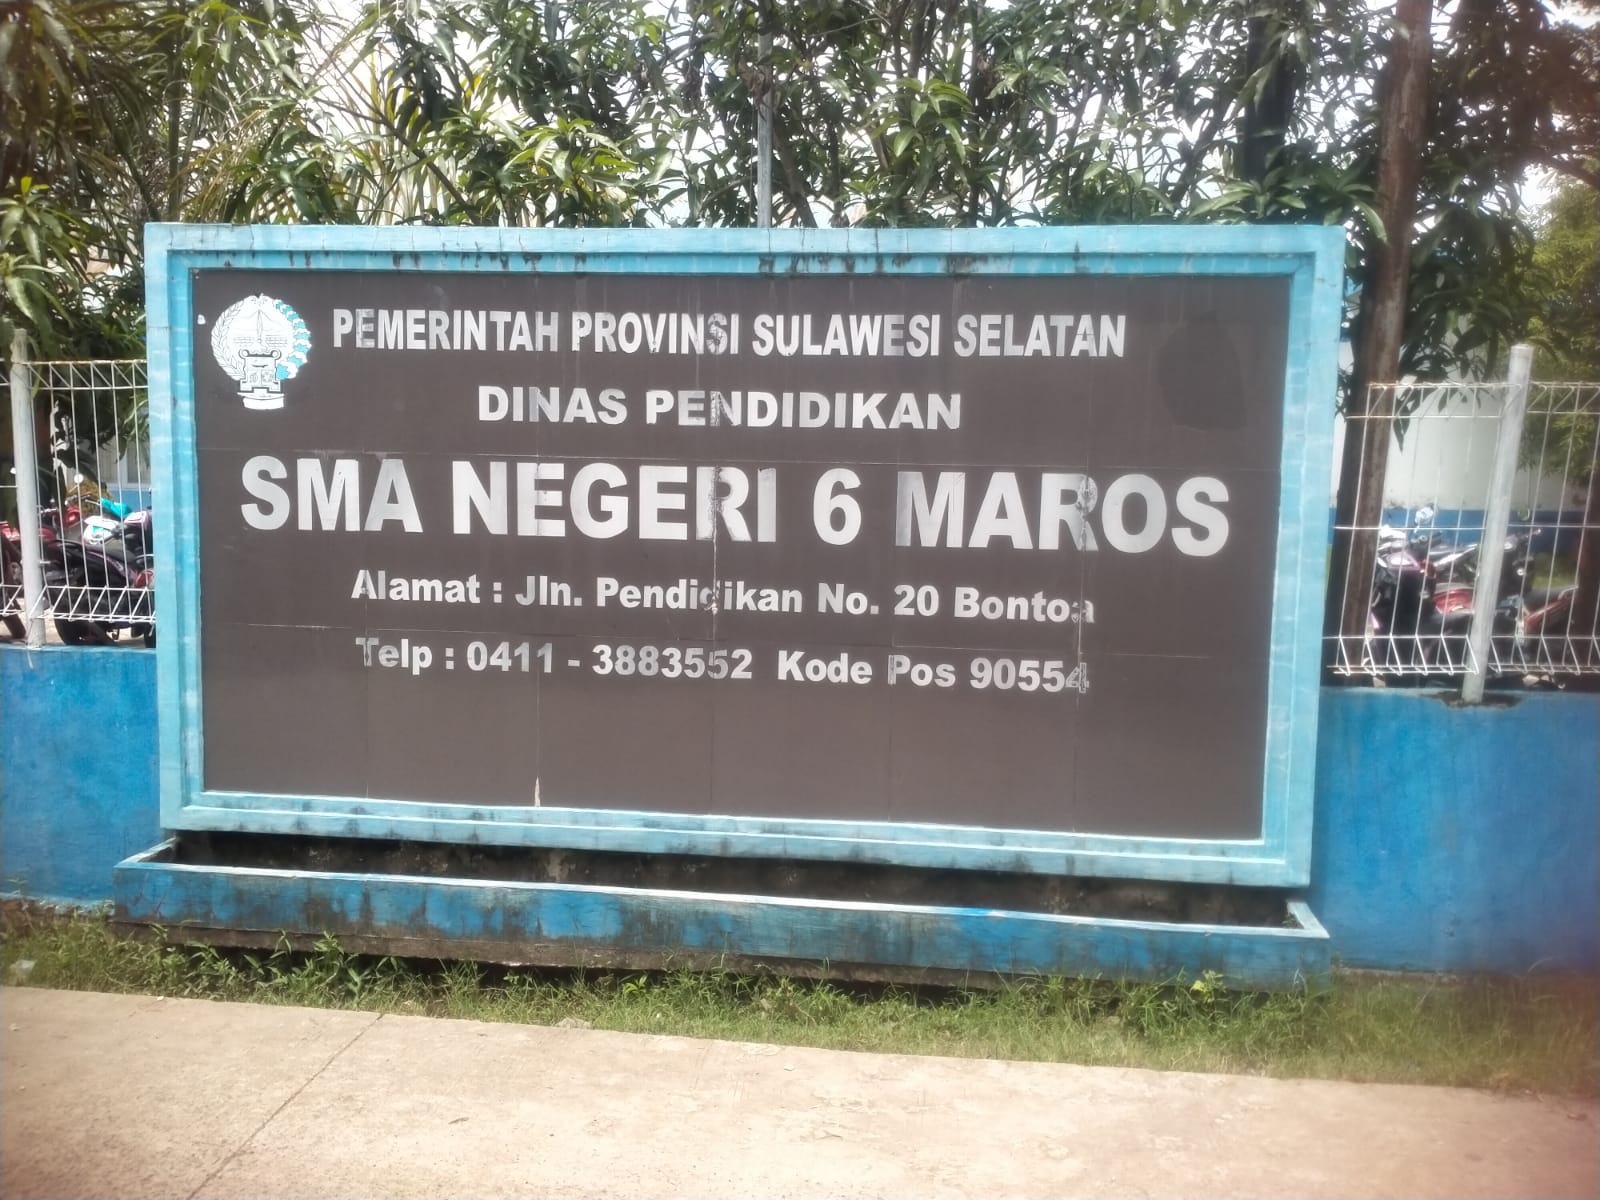 PEMERINTAH PROVINSI SULAWESI SELATAN
DINAS PENDIDIKAN
SMA NEGERI 6 MAROS
Alamat : Jln. Pendidikan No. 20 Bontoa
Telp : 0411 - 3883552 Kode Pos 90554